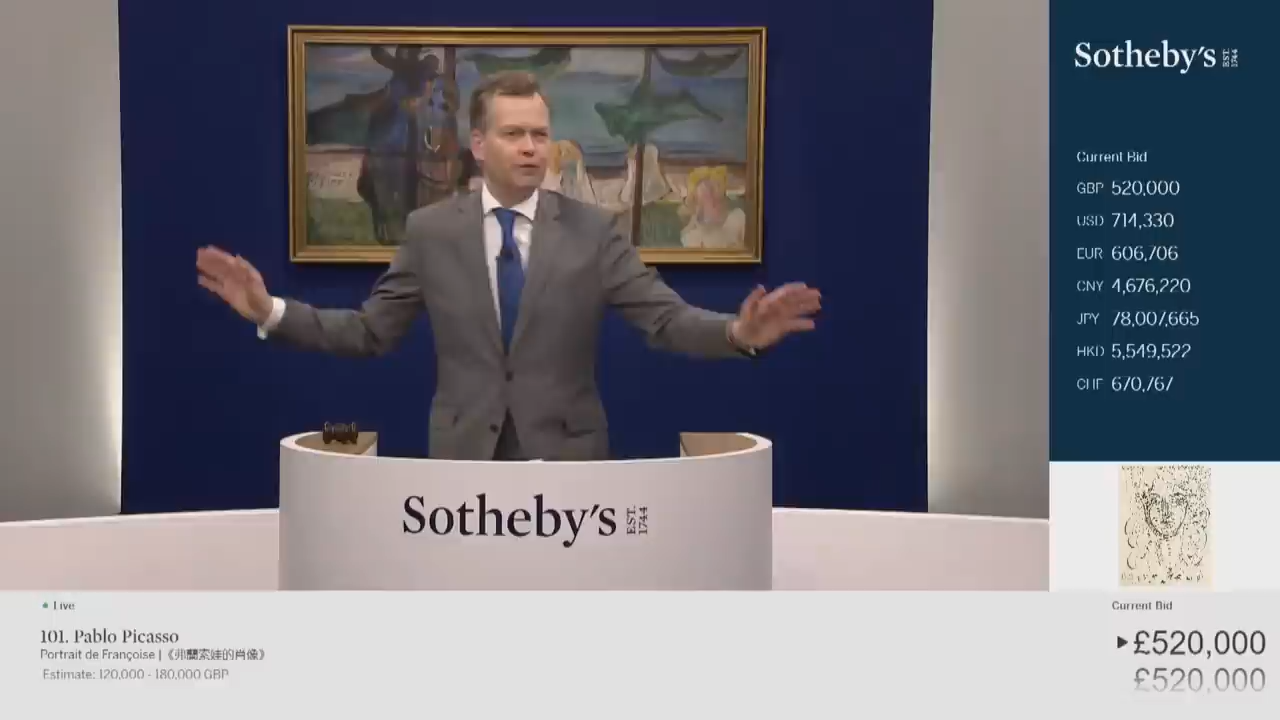 Sotheby's EST. 1744
Current Bid
GBP 520,000
USD 714,330
EUR 606,706
CNY 4,676,220
JPY 78,007,665
HKD 5,549,522
CHF 670,767
Sotheby's EST. 1744
Live
101. Pablo Picasso
Portrait de Françoise | 《弗蘭索娃的肖像》
Estimate: 120,000 - 180,000 GBP
Current Bid
£520,000
£520,000